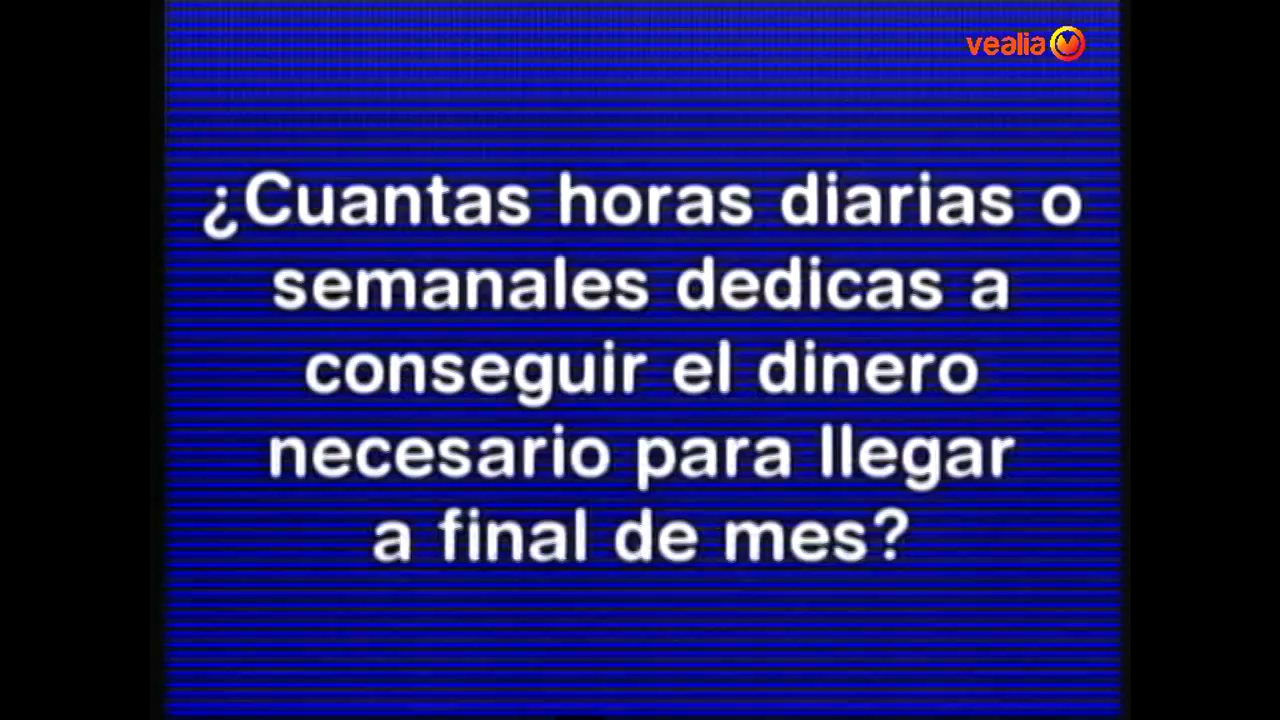 vealia
¿Cuantas horas diarias o
semanales dedicas a
conseguir el dinero
necesario para llegar
a final de mes?